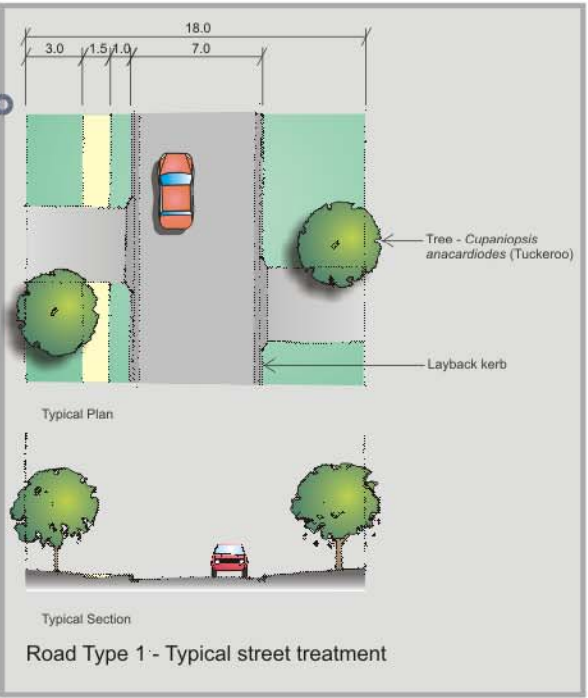 18.0
3.0 1.5 1.0 7.0
Tree - Cupaniopsis
anacardiodes (Tuckeroo)
Layback kerb
Typical Plan
Typical Section
Road Type 1 - Typical street treatment